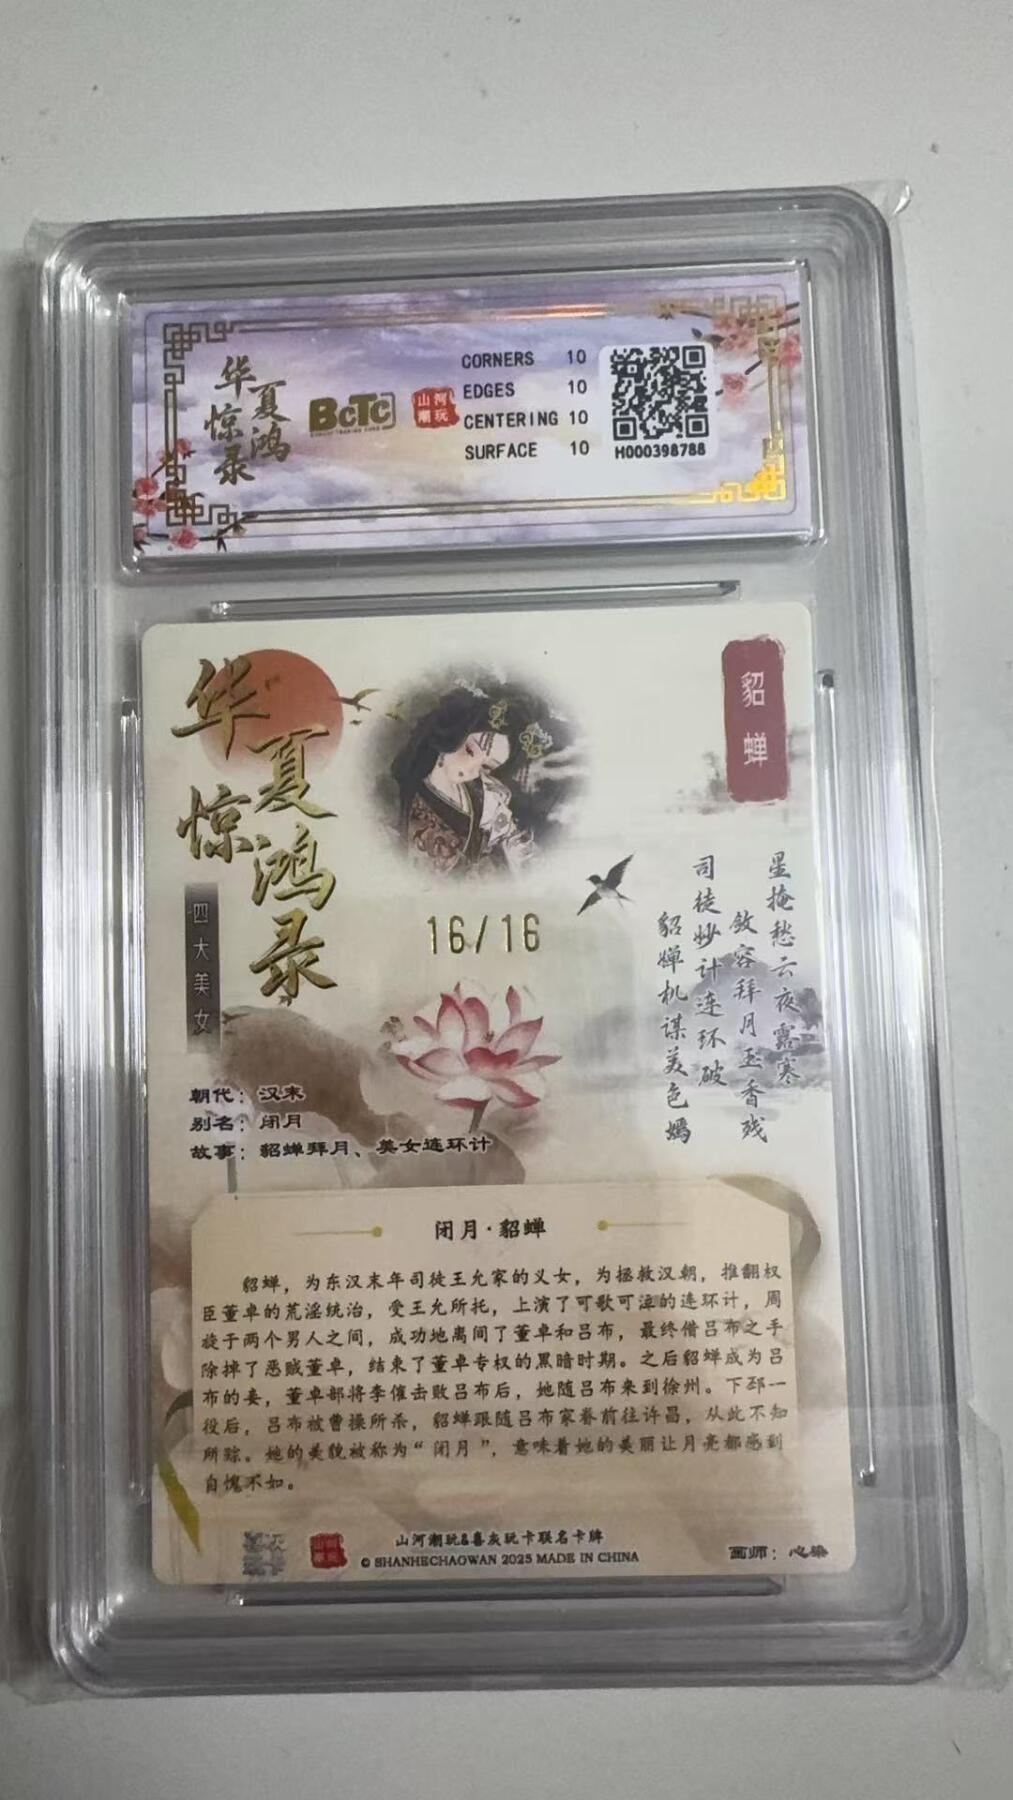 华夏
惊鸿
录
BCTC
山河
潮玩
CORNERS 10
EDGES 10
CENTERING 10
SURFACE 10
H000398788
华夏
惊鸿
录
四大美女
貂蝉
16/16
星掩愁云夜露寒
敛容拜月玉香残
司徒妙计连环破
貂婵机谋美色嫣
朝代：汉末
别名：闭月
故事：貂蝉拜月、美女连环计
闭月·貂蝉
貂蝉，为东汉末年司徒王允家的义女，为拯救汉朝，推翻权
臣董卓的荒淫统治，受王允所托，上演了可歌可泣的连环计，周
旋于两个男人之间，成功地离间了董卓和吕布，最终借吕布之手
除掉了恶贼董卓，结束了董卓专权的黑暗时期。之后貂蝉成为吕
布的妾，董卓部将李傕击败吕布后，她随吕布来到徐州。下邳一
役后，吕布被曹操所杀，貂蝉跟随吕布家眷前往许昌，从此不知
所踪。她的美貌被称为“闭月”，意味着她的美丽让月亮都感到
自愧不如。
山河
潮玩
山河潮玩&喜灰玩卡联名卡牌
© SHANHECHAOWAN 2025 MADE IN CHINA
画师：心染